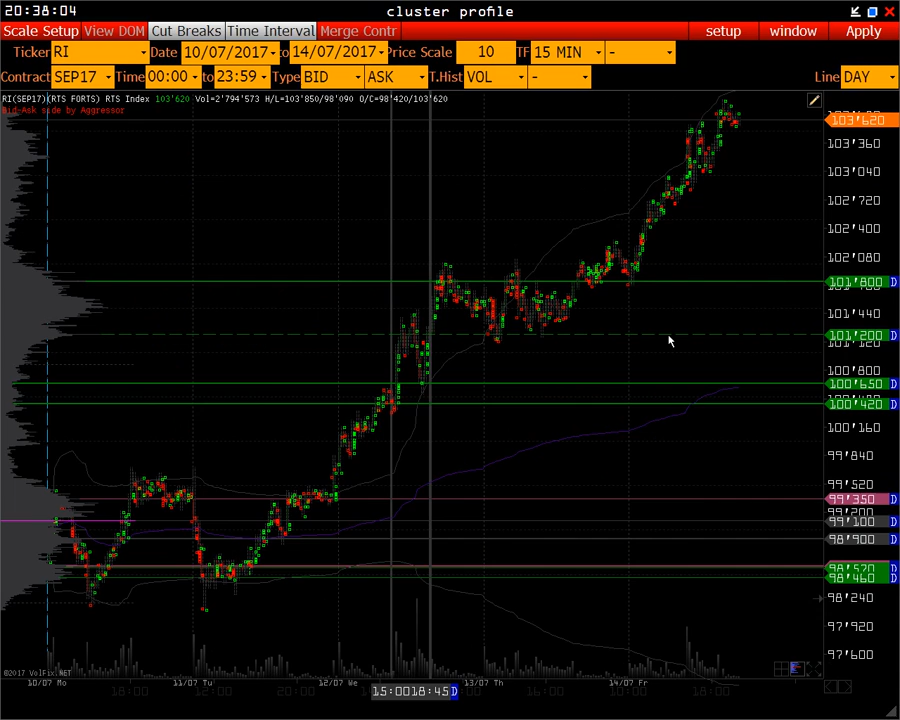 20:38:04 cluster profile
Scale Setup View DOM Cut Breaks Time Interval Merge Contr setup window Apply
Ticker RI Date 10/07/2017 to 14/07/2017 Price Scale 10 TF 15 MIN -
Contract SEP17 Time 00:00 to 23:59 Type BID ASK T.Hist VOL - Line DAY
RI(SEP17)(RTS FORTS) RTS Index 103'620 Vol=2'794'573 H/L=103'850/98'090 O/C=98'420/103'620
Bid-Ask side by Aggressor
103'620
103'360
103'040
102'720
102'400
102'080
101'800 D
101'440
101'200 D
101'120
100'800
100'650 D
100'420 D
100'160
99'840
99'520
99'350 D
99'200
99'100 D
98'900 D
98'570 D
98'460 D
98'240
97'920
97'600
©2017 VolFix.NET
10/07 Mo 18:00 11/07 Tu 12:00 20:00 12/07 We 13/07 Th 16:00 14/07 Fr 10:00 18:00
15:00 18:45 D